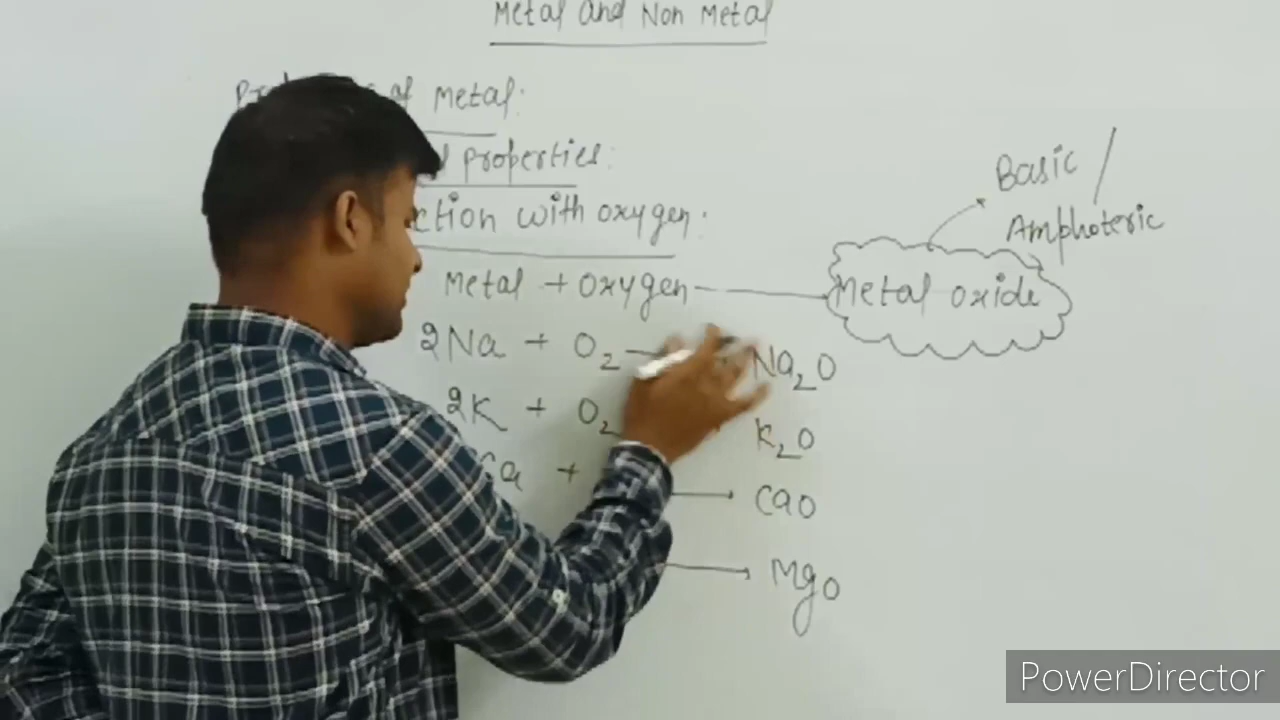 Metal and Non Metal
of Metal:
Properties:
with oxygen:
Metal + Oxygen → Metal oxide
Basic /
Amphoteric
2Na + O₂ → Na₂O
2K + O₂ K₂O
Ca + → CaO
→ MgO
PowerDirector